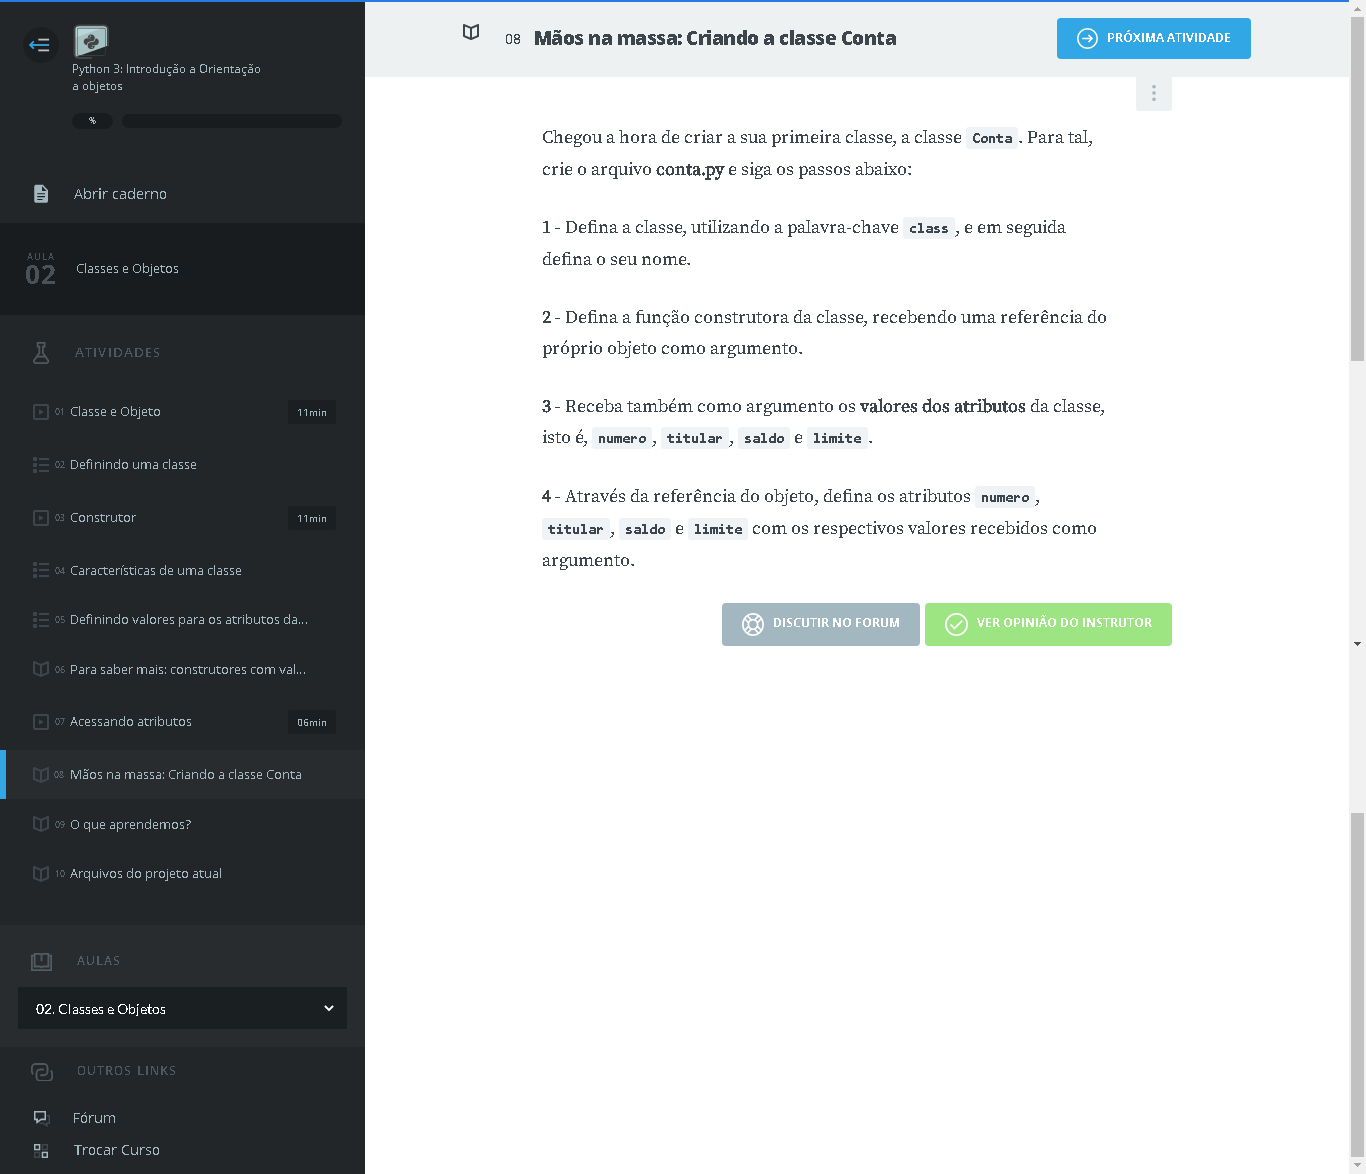 Python 3: Introdução a Orientação
a objetos
%
Abrir caderno
AULA
02
Classes e Objetos
ATIVIDADES
01 Classe e Objeto 11min
02 Definindo uma classe
03 Construtor 11min
04 Características de uma classe
05 Definindo valores para os atributos da...
06 Para saber mais: construtores com val...
07 Acessando atributos 06min
08 Mãos na massa: Criando a classe Conta
09 O que aprendemos?
10 Arquivos do projeto atual
AULAS
02. Classes e Objetos
OUTROS LINKS
Fórum
Trocar Curso
08 Mãos na massa: Criando a classe Conta
PRÓXIMA ATIVIDADE
Chegou a hora de criar a sua primeira classe, a classe Conta. Para tal,
crie o arquivo conta.py e siga os passos abaixo:
1 - Defina a classe, utilizando a palavra-chave class, e em seguida
defina o seu nome.
2 - Defina a função construtora da classe, recebendo uma referência do
próprio objeto como argumento.
3 - Receba também como argumento os valores dos atributos da classe,
isto é, numero, titular, saldo e limite.
4 - Através da referência do objeto, defina os atributos numero,
titular, saldo e limite com os respectivos valores recebidos como
argumento.
DISCUTIR NO FORUM
VER OPINIÃO DO INSTRUTOR